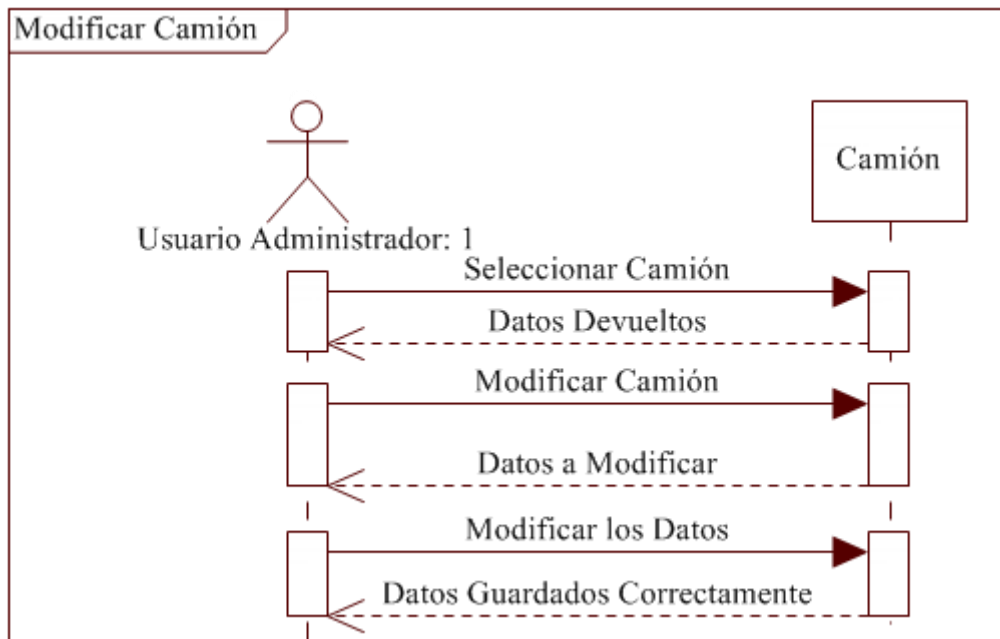 Modificar Camión
Camión
Usuario Administrador: 1
Seleccionar Camión
Datos Devueltos
Modificar Camión
Datos a Modificar
Modificar los Datos
Datos Guardados Correctamente